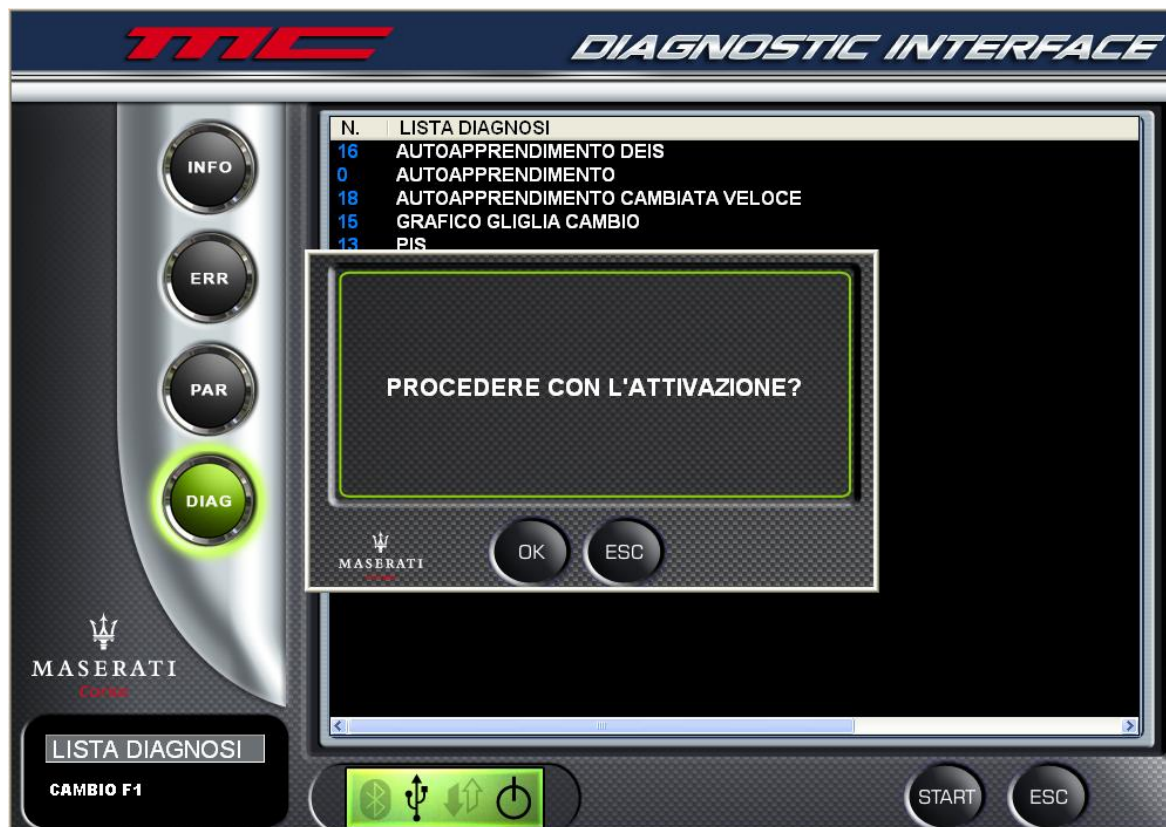 MC DIAGNOSTIC INTERFACE
N. LISTA DIAGNOSI
16 AUTOAPPRENDIMENTO DEIS
0 AUTOAPPRENDIMENTO
18 AUTOAPPRENDIMENTO CAMBIATA VELOCE
15 GRAFICO GLIGLIA CAMBIO
13 PIS
INFO
ERR
PAR
DIAG
PROCEDERE CON L'ATTIVAZIONE?
MASERATI
OK ESC
MASERATI
Corse
LISTA DIAGNOSI
CAMBIO F1
START ESC